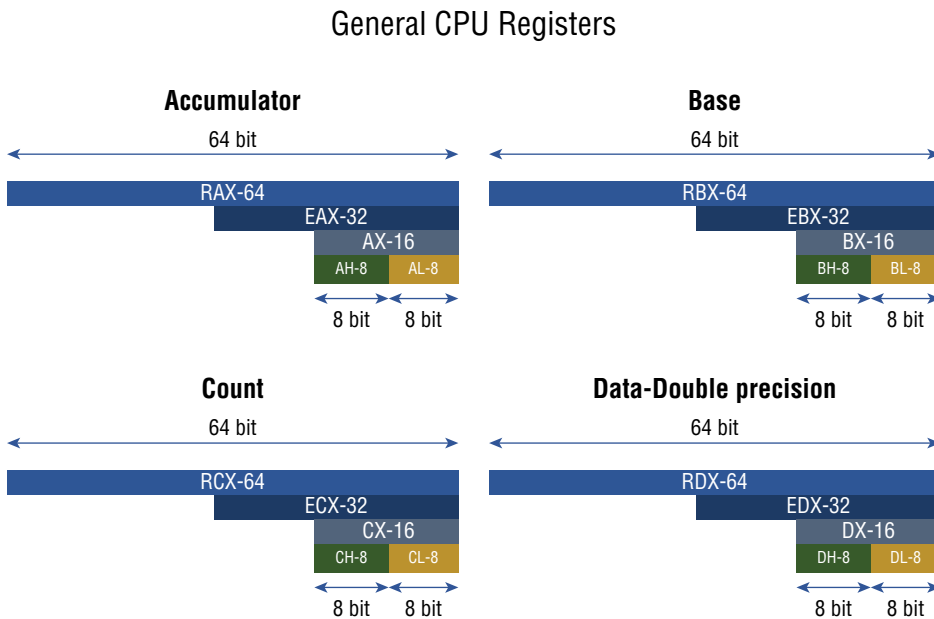 General CPU Registers
Accumulator
64 bit
RAX-64
EAX-32
AX-16
AH-8 AL-8
8 bit 8 bit
Base
64 bit
RBX-64
EBX-32
BX-16
BH-8 BL-8
8 bit 8 bit
Count
64 bit
RCX-64
ECX-32
CX-16
CH-8 CL-8
8 bit 8 bit
Data-Double precision
64 bit
RDX-64
EDX-32
DX-16
DH-8 DL-8
8 bit 8 bit